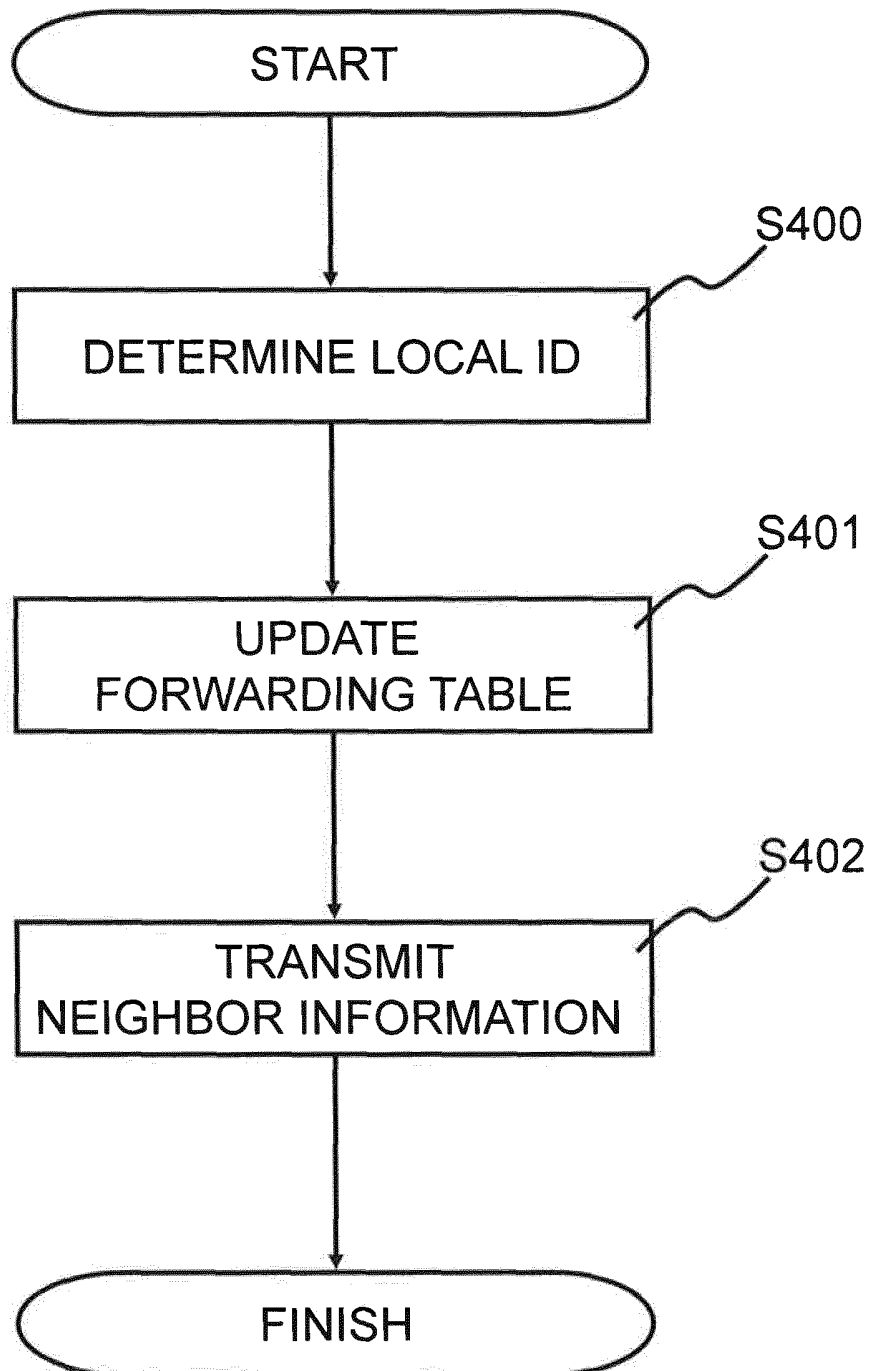 START
S400
DETERMINE LOCAL ID
S401
UPDATE
FORWARDING TABLE
S402
TRANSMIT
NEIGHBOR INFORMATION
FINISH